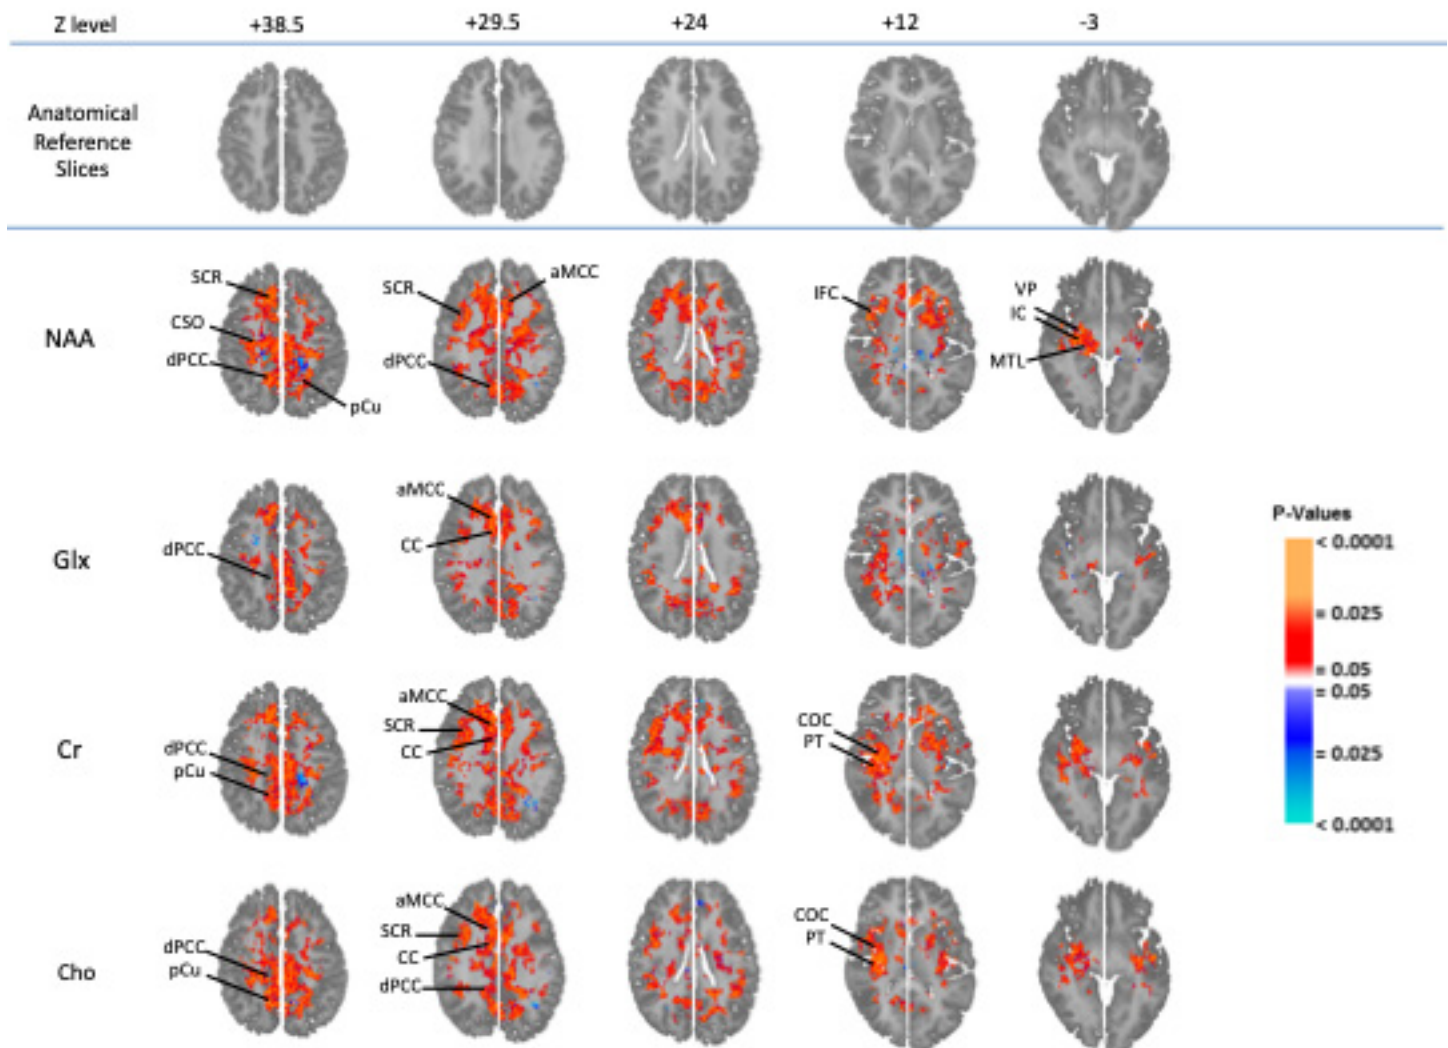 Z level +38.5 +29.5 +24 +12 -3
Anatomical
Reference
Slices
NAA
SCR
CSO
dPCC
pCu
SCR
aMCC
dPCC
IFC
VP
IC
MTL
Glx
dPCC
aMCC
CC
P-Values
< 0.0001
= 0.025
= 0.05
= 0.05
= 0.025
< 0.0001
Cr
dPCC
pCu
aMCC
SCR
CC
COC
PT
Cho
dPCC
pCu
aMCC
SCR
CC
dPCC
COC
PT